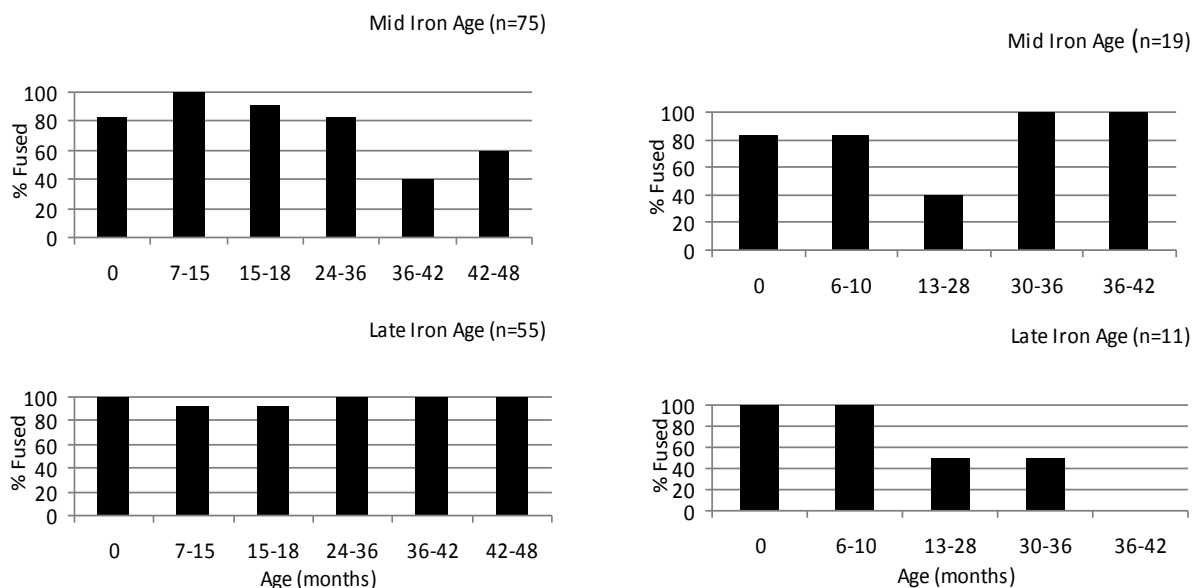 Mid Iron Age (n=75)
100
80
60
40
20
0
% Fused
0 7-15 15-18 24-36 36-42 42-48
Mid Iron Age (n=19)
100
80
60
40
20
0
% Fused
0 6-10 13-28 30-36 36-42
Late Iron Age (n=55)
100
80
60
40
20
0
% Fused
0 7-15 15-18 24-36 36-42 42-48
Age (months)
Late Iron Age (n=11)
100
80
60
40
20
0
% Fused
0 6-10 13-28 30-36 36-42
Age (months)